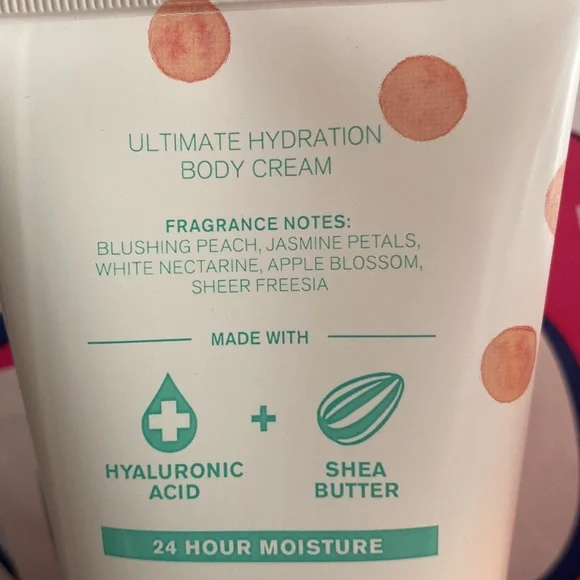 ULTIMATE HYDRATION
BODY CREAM
FRAGRANCE NOTES:
BLUSHING PEACH, JASMINE PETALS,
WHITE NECTARINE, APPLE BLOSSOM,
SHEER FREESIA
MADE WITH
HYALURONIC
ACID
+
SHEA
BUTTER
24 HOUR MOISTURE